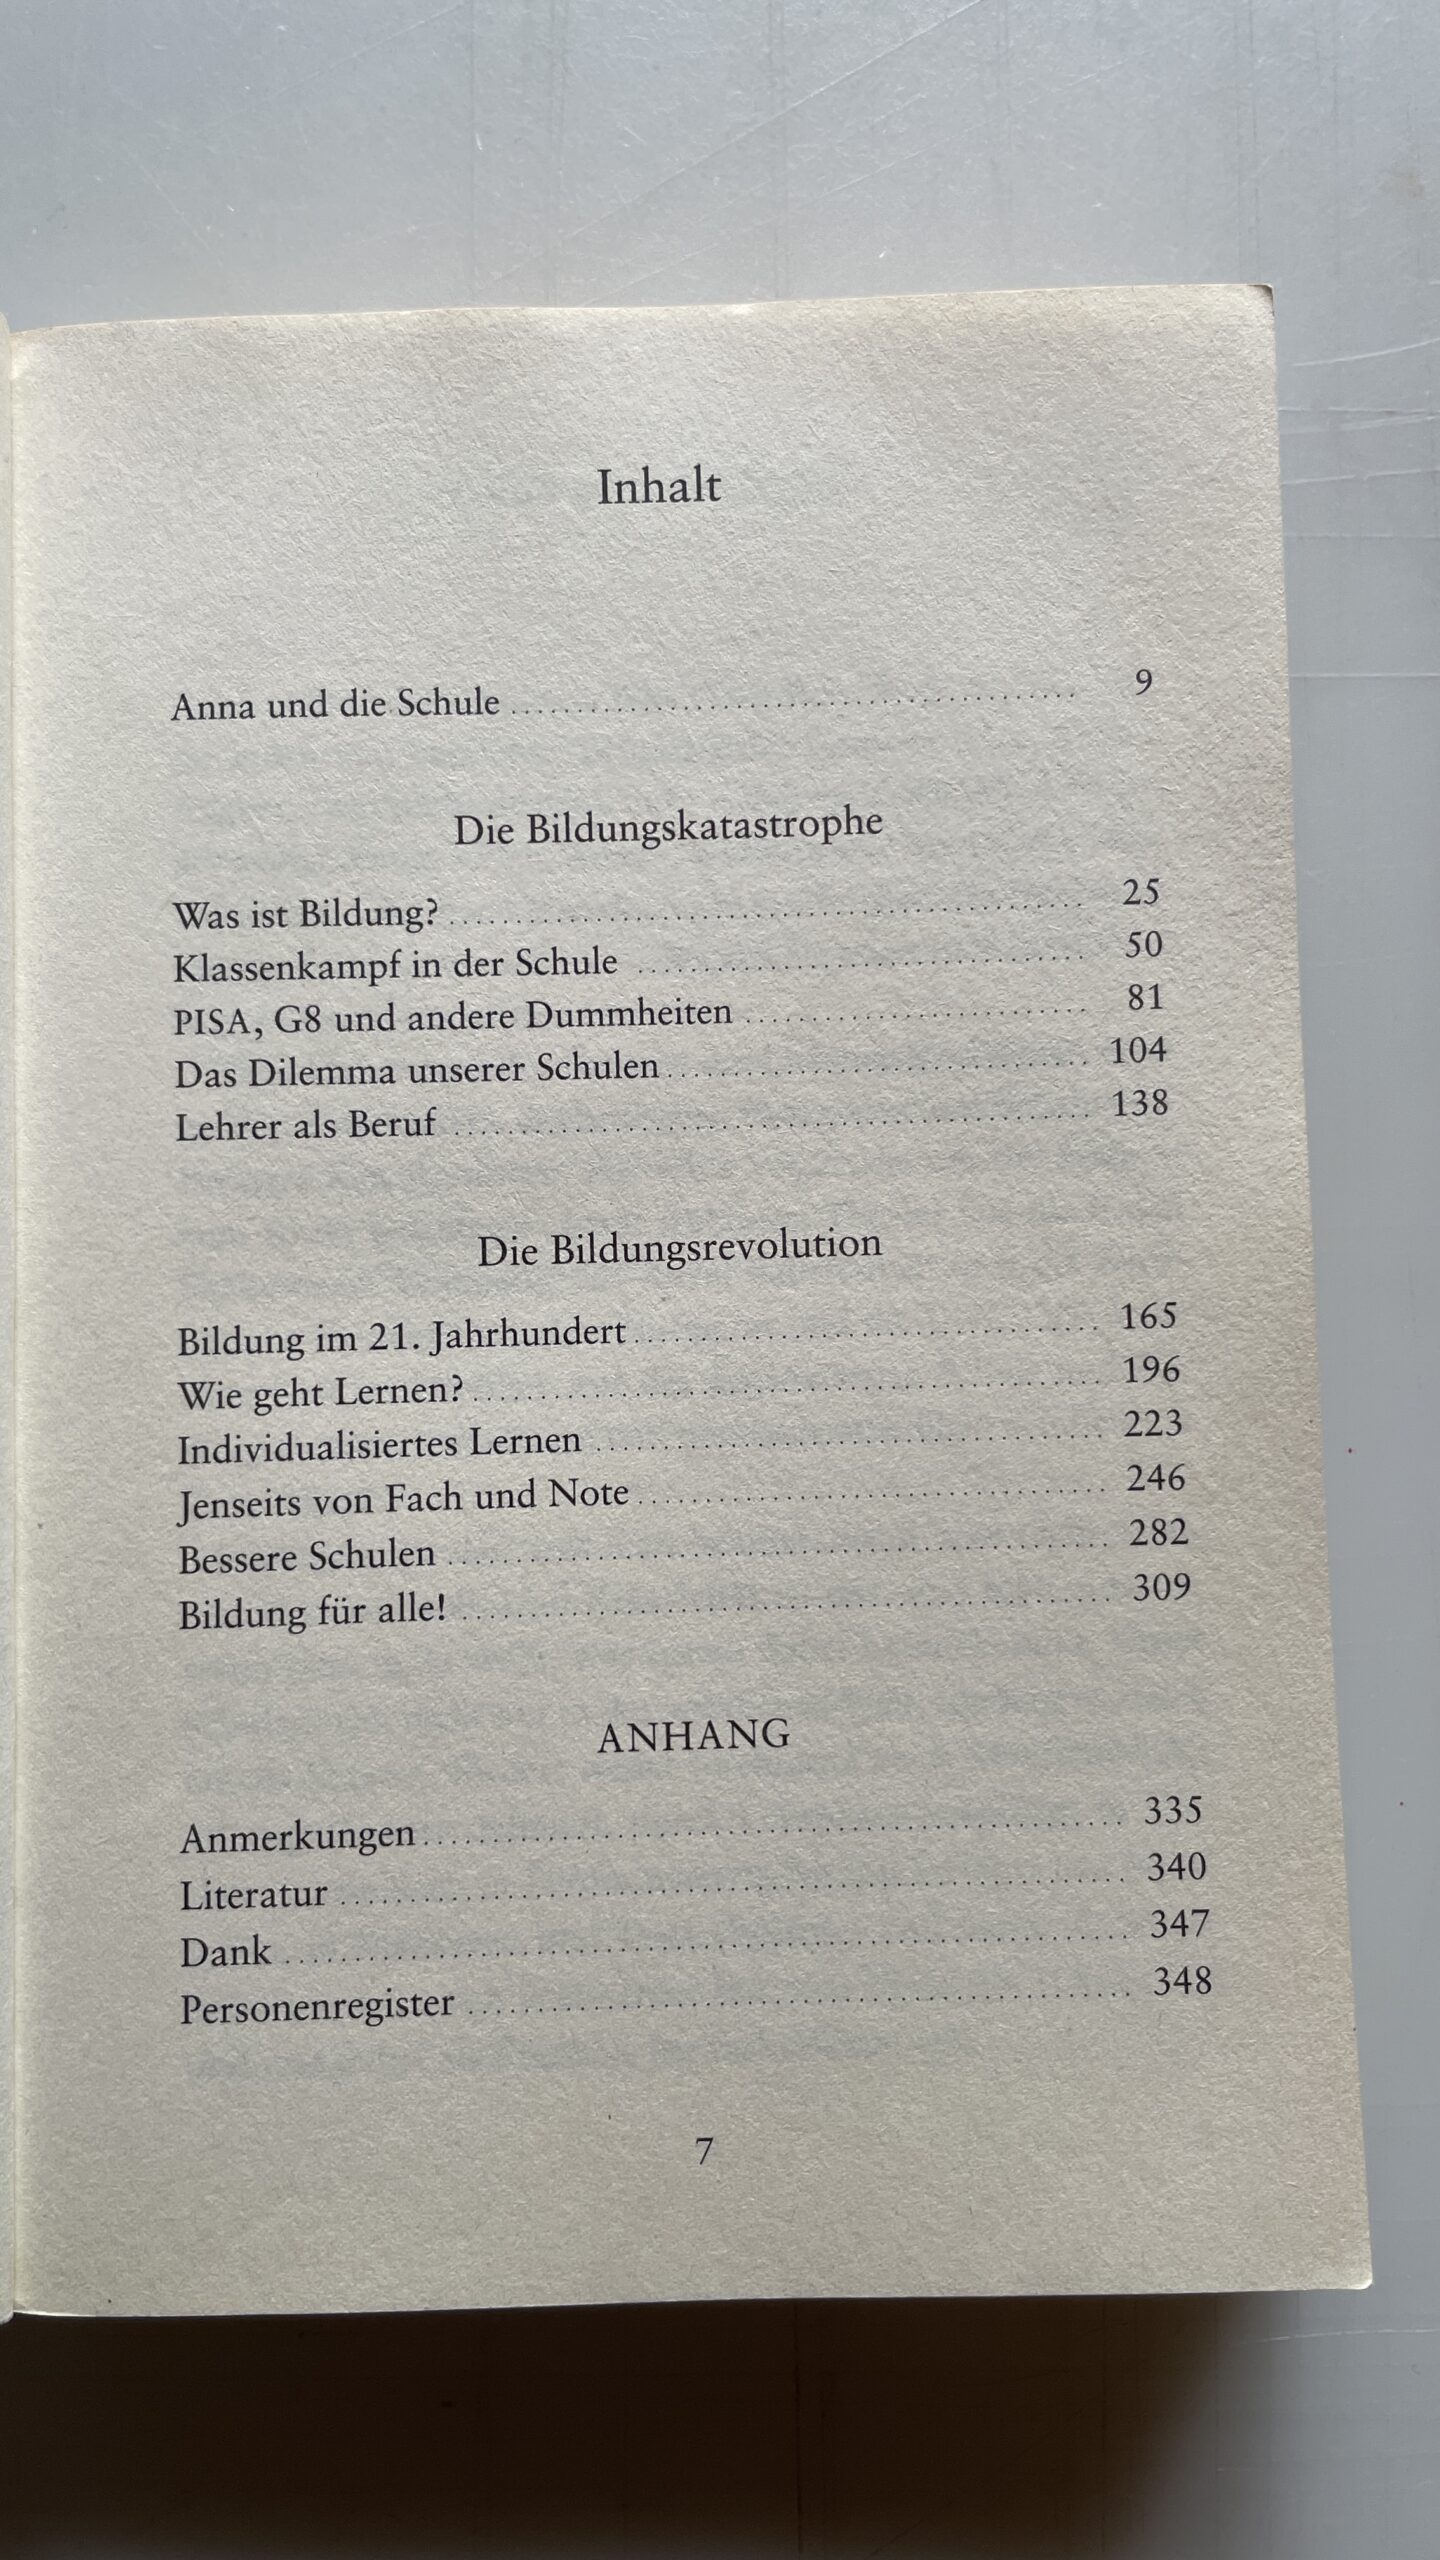 Inhalt
Anna und die Schule ........................................ 9
Die Bildungskatastrophe
Was ist Bildung? ........................................ 25
Klassenkampf in der Schule ........................................ 50
PISA, G8 und andere Dummheiten ........................................ 81
Das Dilemma unserer Schulen ........................................ 104
Lehrer als Beruf ........................................ 138
Die Bildungsrevolution
Bildung im 21. Jahrhundert ........................................ 165
Wie geht Lernen? ........................................ 196
Individualisiertes Lernen ........................................ 223
Jenseits von Fach und Note ........................................ 246
Bessere Schulen ........................................ 282
Bildung für alle! ........................................ 309
ANHANG
Anmerkungen ........................................ 335
Literatur ........................................ 340
Dank ........................................ 347
Personenregister ........................................ 348
7